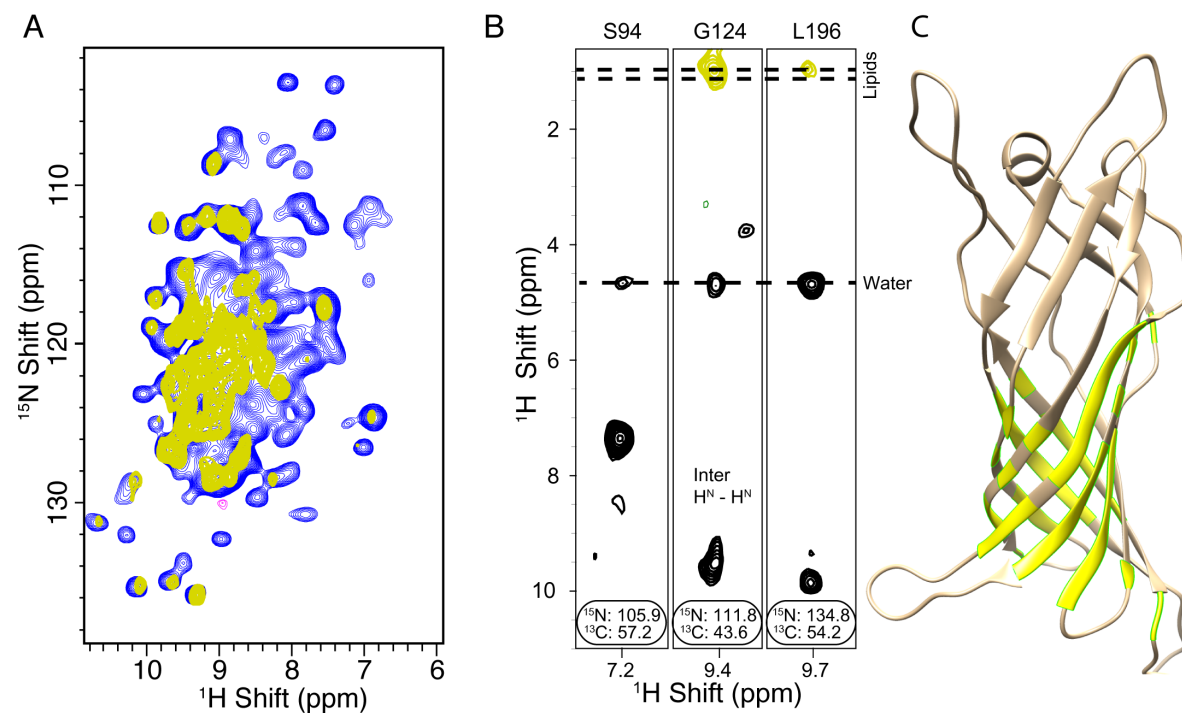 A
B
C
S94
G124
L196
Lipids
2
4
6
8
10
¹H Shift (ppm)
Water
Inter
Hᴺ - Hᴺ
¹⁵N: 105.9
¹³C: 57.2
¹⁵N: 111.8
¹³C: 43.6
¹⁵N: 134.8
¹³C: 54.2
7.2
9.4
9.7
¹H Shift (ppm)
110
120
130
¹⁵N Shift (ppm)
10
9
8
7
6
¹H Shift (ppm)